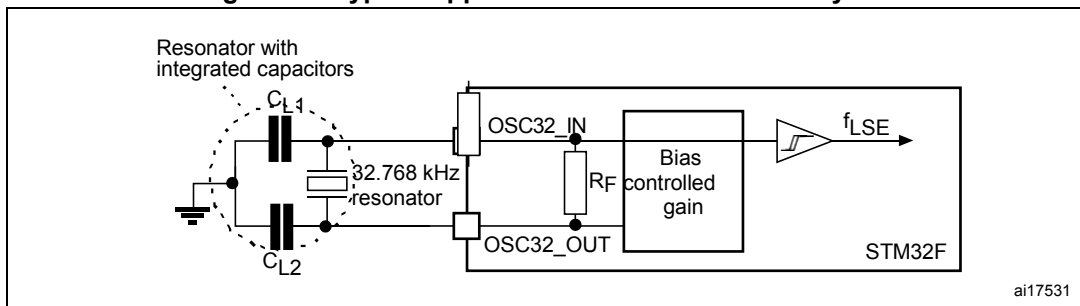 Resonator with
integrated capacitors
CL1
OSC32_IN
fLSE
32.768 kHz
resonator
RF
Bias
controlled
gain
OSC32_OUT
STM32F
CL2
ai17531